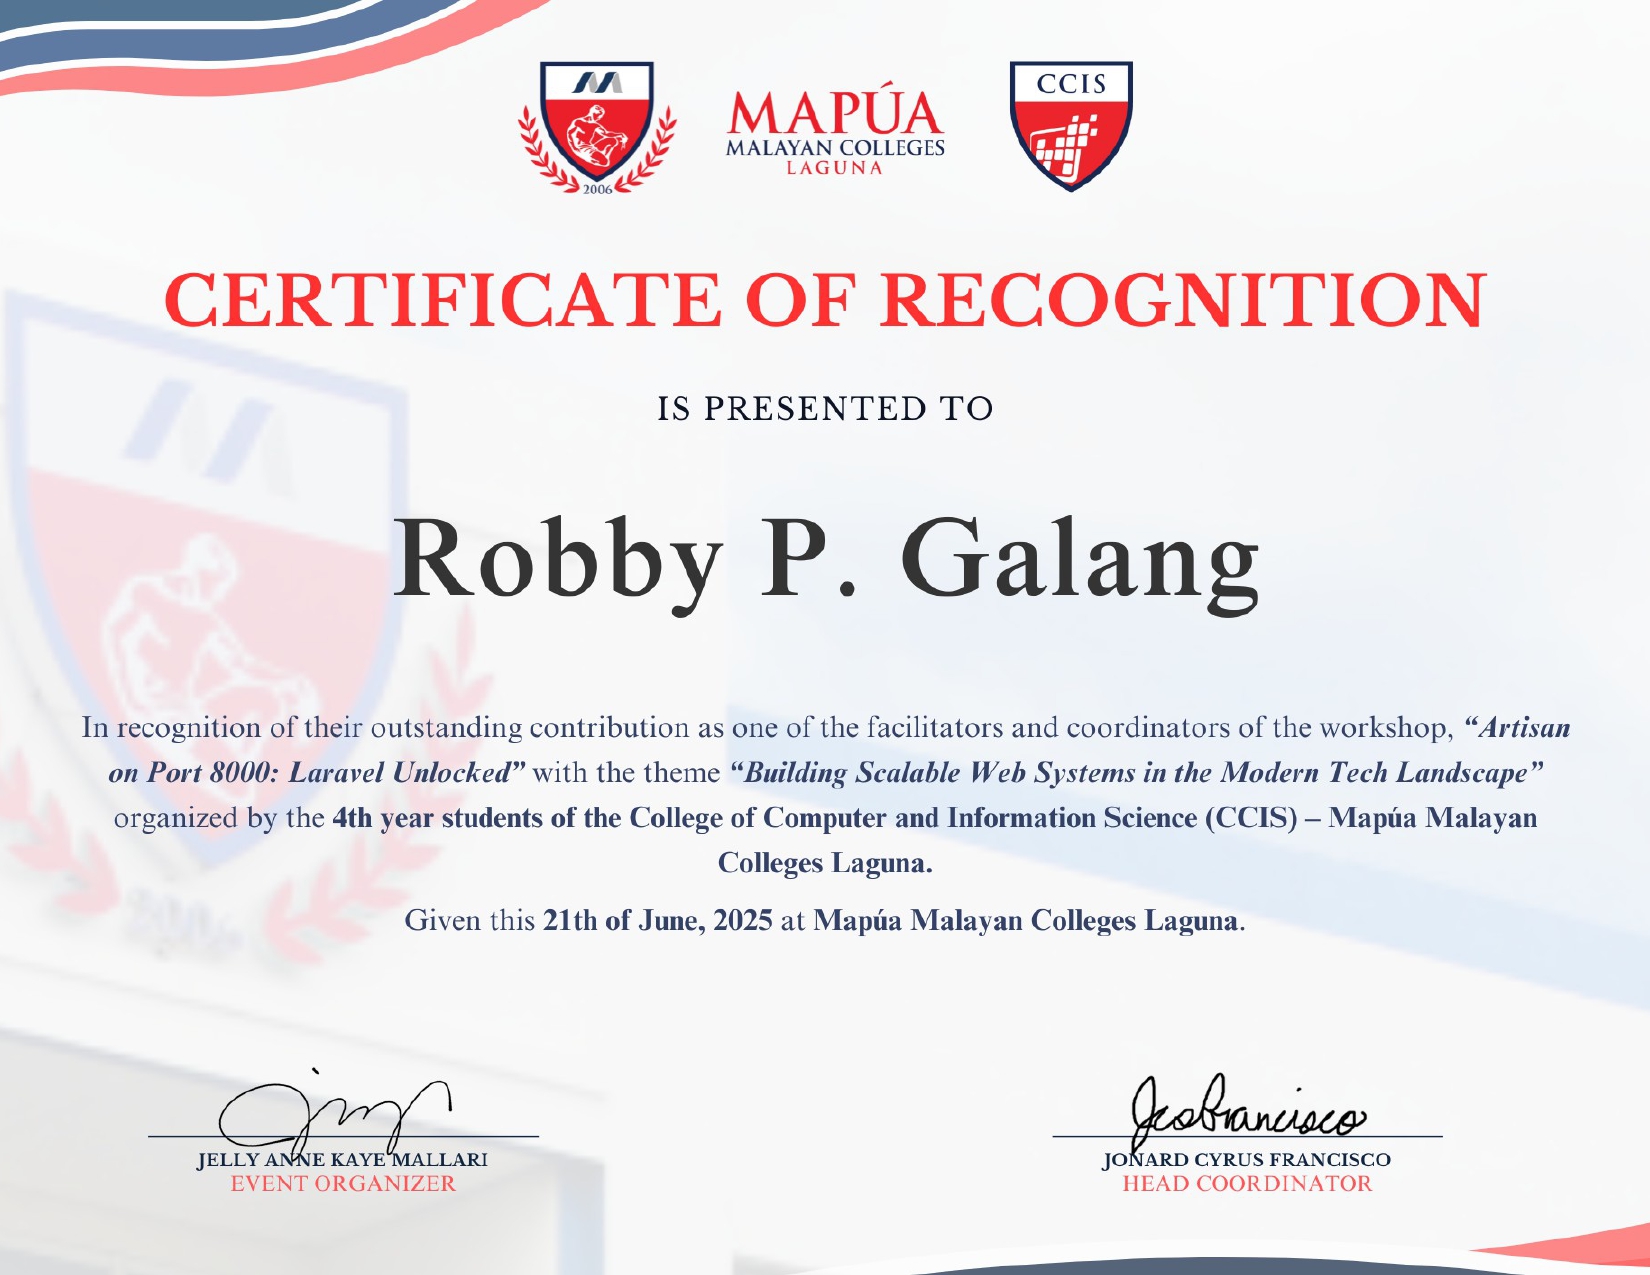 2006
MAPÚA
MALAYAN COLLEGES
LAGUNA
CCIS
CERTIFICATE OF RECOGNITION
IS PRESENTED TO
Robby P. Galang
In recognition of their outstanding contribution as one of the facilitators and coordinators of the workshop, “Artisan
on Port 8000: Laravel Unlocked” with the theme “Building Scalable Web Systems in the Modern Tech Landscape”
organized by the 4th year students of the College of Computer and Information Science (CCIS) – Mapúa Malayan
Colleges Laguna.
Given this 21th of June, 2025 at Mapúa Malayan Colleges Laguna.
2006
JcsFrancisco
JELLY ANNE KAYE MALLARI
EVENT ORGANIZER
JONARD CYRUS FRANCISCO
HEAD COORDINATOR